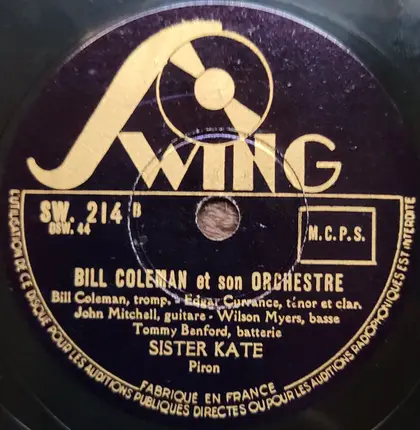 SWING
SW. 214 B
OSW. 44
M.C.P.S.
BILL COLEMAN et son ORCHESTRE
Bill Coleman, tromp. - Edgar Currance, ténor et clar.
John Mitchell, guitare - Wilson Myers, basse
Tommy Benford, batterie
SISTER KATE
Piron
FABRIQUÉ EN FRANCE
L'UTILISATION DE CE DISQUE POUR LES AUDITIONS PUBLIQUES DIRECTES OU POUR LES AUDITIONS RADIOPHONIQUES EST INTERDITE